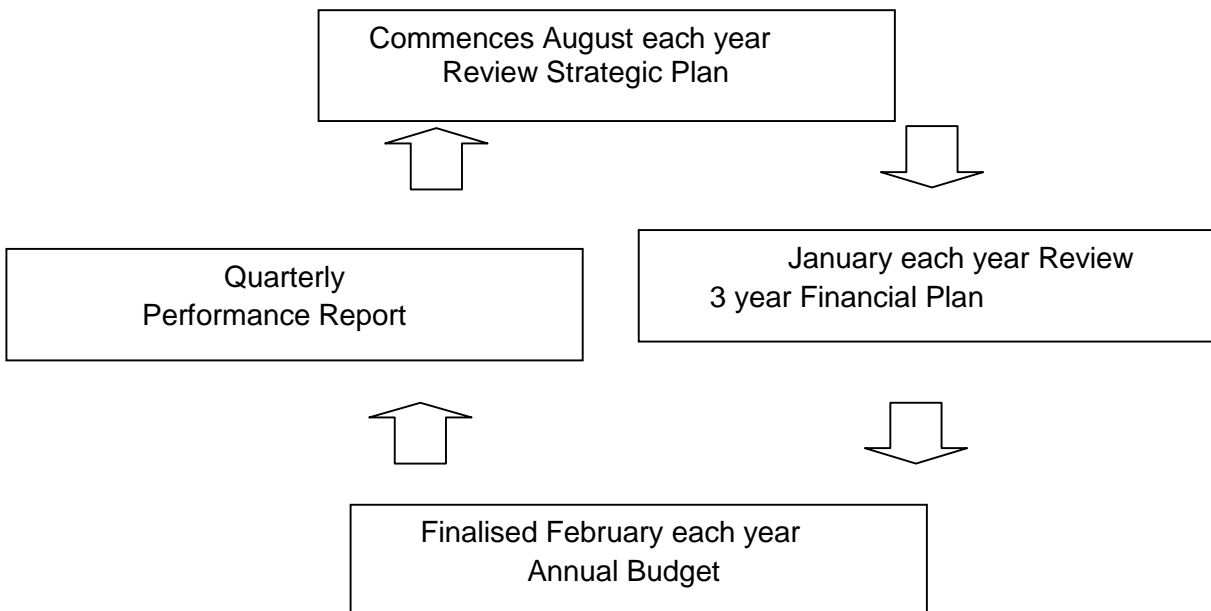 Commences August each year
Review Strategic Plan
Quarterly
Performance Report
January each year Review
3 year Financial Plan
Finalised February each year
Annual Budget